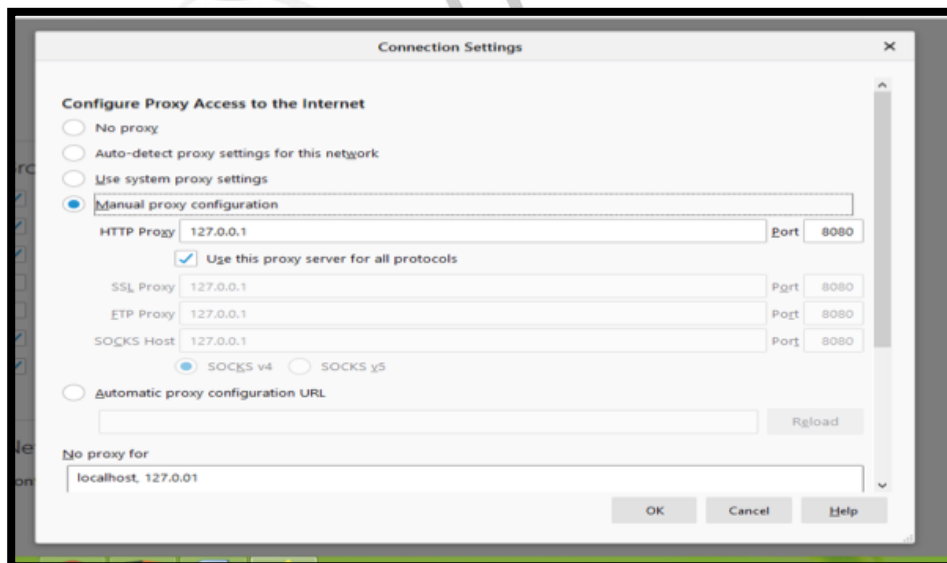 Connection Settings
Configure Proxy Access to the Internet
No proxy
Auto-detect proxy settings for this network
Use system proxy settings
Manual proxy configuration
HTTP Proxy 127.0.0.1 Port 8080
Use this proxy server for all protocols
SSL Proxy 127.0.0.1 Port 8080
FTP Proxy 127.0.0.1 Port 8080
SOCKS Host 127.0.0.1 Port 8080
SOCKS v4 SOCKS v5
Automatic proxy configuration URL
Reload
No proxy for
localhost, 127.0.01
OK Cancel Help